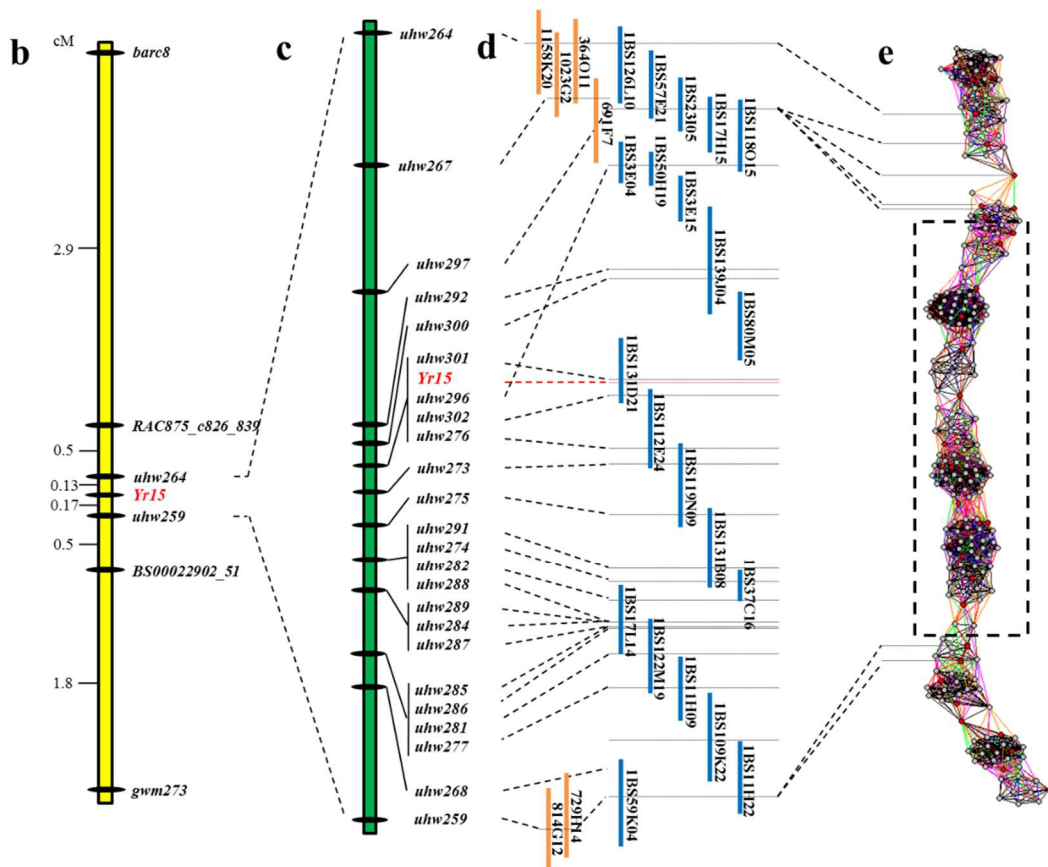 b
cM
barc8
2.9
RAC875_c826_839
0.5
uhw264
0.13
Yr15
0.17
uhw259
0.5
BS00022902_51
1.8
gwm273
c
uhw264
uhw267
uhw297
uhw292
uhw300
uhw301
Yr15
uhw296
uhw302
uhw276
uhw273
uhw275
uhw291
uhw274
uhw282
uhw288
uhw289
uhw284
uhw287
uhw285
uhw286
uhw281
uhw277
uhw268
uhw259
d
1158K20
1023G2
364O11
691F7
1BS126L10
1BS57E21
1BS23I05
1BS17H15
1BS118O15
1BS3E04
1BS50H19
1BS3E15
1BS139J04
1BS80M05
1BS131D21
1BS112E24
1BS119N09
1BS131B08
1BS37C16
1BS17L14
1BS122M19
1BS11H09
1BS109K22
1BS11H22
1BS59K04
729H14
814G12
e